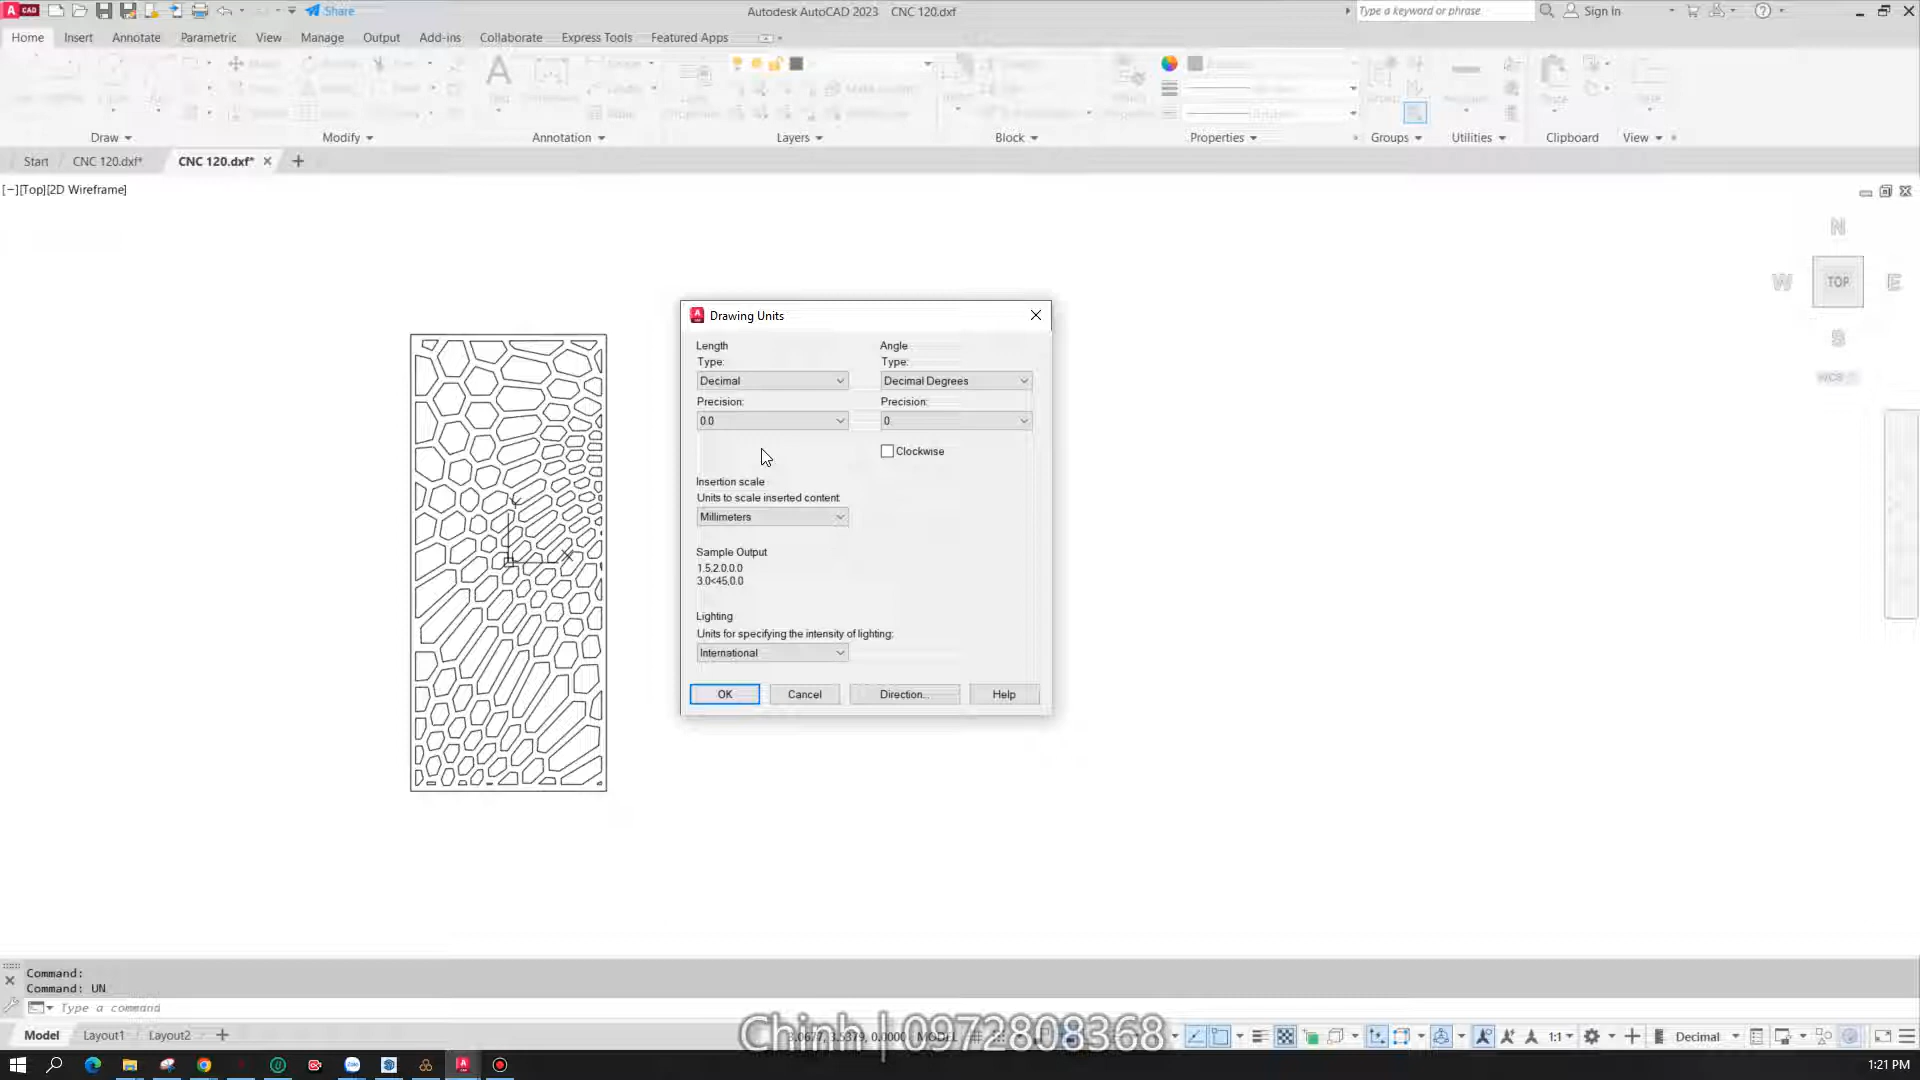 CAD
Share
Autodesk AutoCAD 2023 CNC 120.dxf
Type a keyword or phrase
Sign In
Home Insert Annotate Parametric View Manage Output Add-ins Collaborate Express Tools Featured Apps
Draw Modify Annotation Layers Block Properties Groups Utilities Clipboard View
Start CNC 120.dxf* CNC 120.dxf*
[−][Top][2D Wireframe]
N
W TOP E
S
WCS
Drawing Units
Length
Type:
Decimal
Precision:
0.0
Angle
Type:
Decimal Degrees
Precision:
0
Clockwise
Insertion scale
Units to scale inserted content:
Millimeters
Sample Output
1.5,2.0,0.0
3.0<45,0.0
Lighting
Units for specifying the intensity of lighting:
International
OK Cancel Direction... Help
Y
X
Command:
Command: UN
Type a command
Model Layout1 Layout2
MODEL
1:1
Decimal
Chinh | 0972808368
1:21 PM